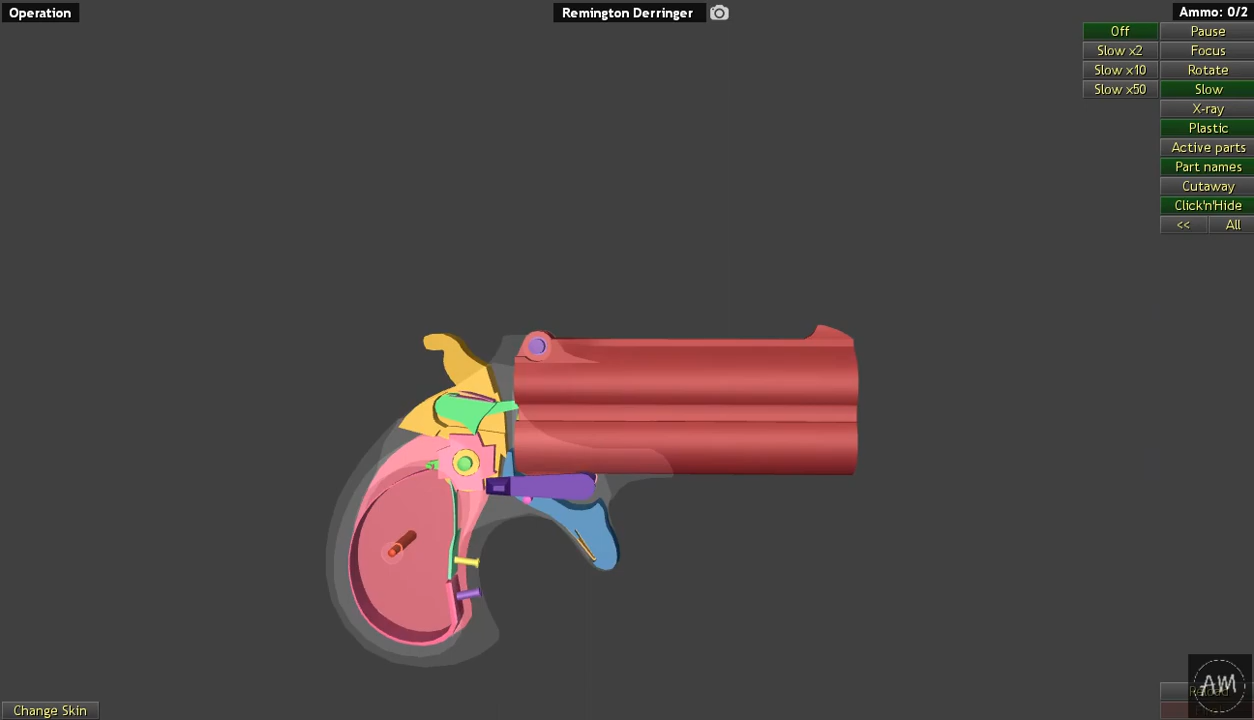 Operation
Remington Derringer
Ammo: 0/2
Off
Pause
Slow x2
Focus
Slow x10
Rotate
Slow x50
Slow
X-ray
Plastic
Active parts
Part names
Cutaway
Click'n'Hide
<<
All
AM
Change Skin